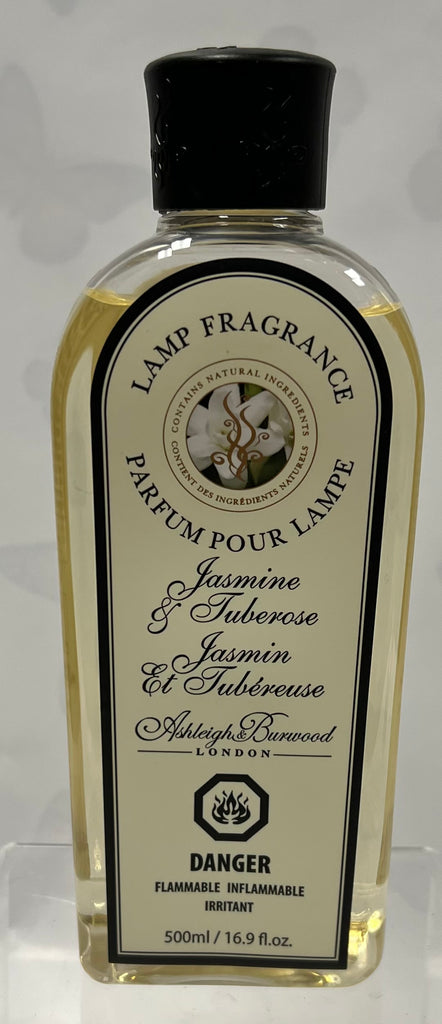 LAMP FRAGRANCE
CONTAINS NATURAL INGREDIENTS
CONTIENT DES INGRÉDIENTS NATURELS
PARFUM POUR LAMPE
Jasmine
& Tuberose
Jasmin
Et Tubéreuse
Ashleigh & Burwood
LONDON
DANGER
FLAMMABLE INFLAMMABLE
IRRITANT
500ml / 16.9 fl.oz.